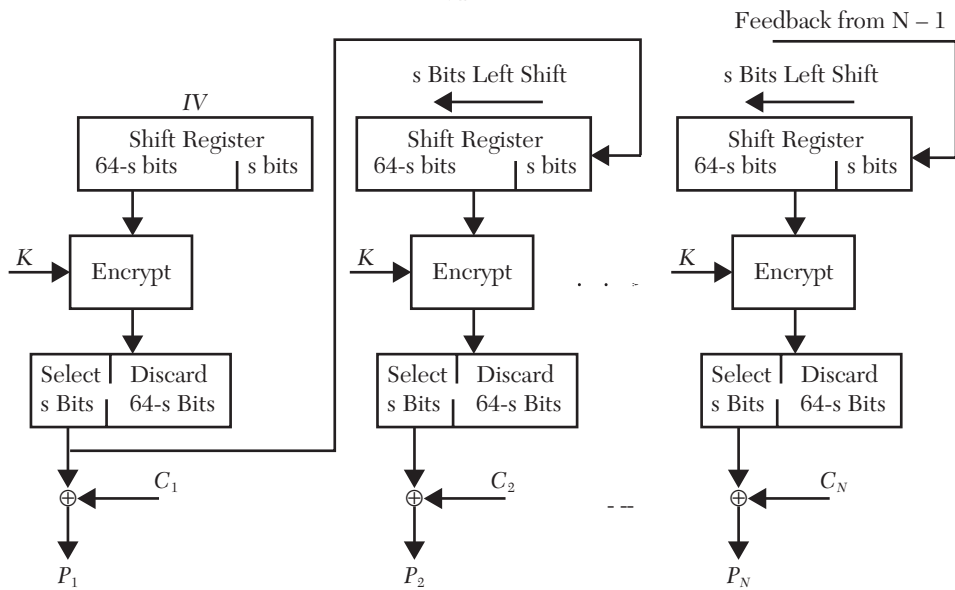 Feedback from N – 1
s Bits Left Shift
s Bits Left Shift
IV
Shift Register
64-s bits
s bits
Shift Register
64-s bits
s bits
Shift Register
64-s bits
s bits
K
Encrypt
K
Encrypt
. . .
K
Encrypt
Select
s Bits
Discard
64-s Bits
Select
s Bits
Discard
64-s Bits
Select
s Bits
Discard
64-s Bits
⊕
C₁
⊕
C₂
- --
⊕
C_N
P₁
P₂
P_N